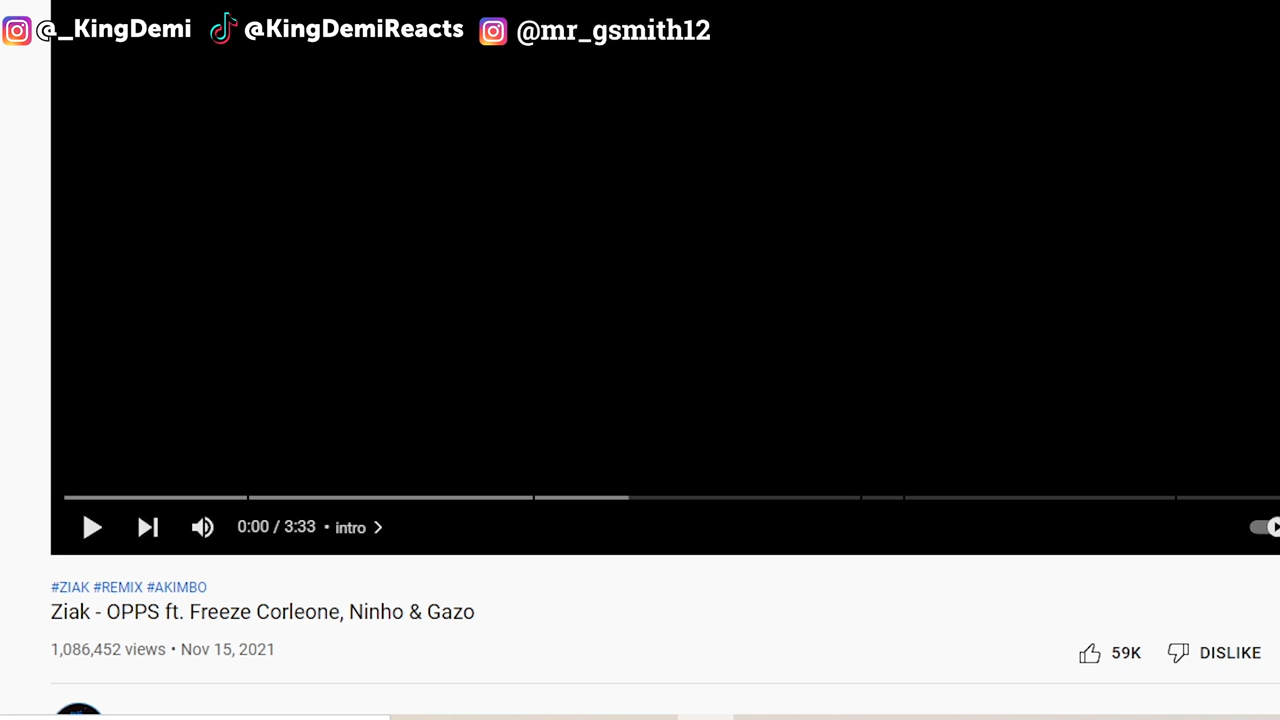 @_KingDemi @KingDemiReacts @mr_gsmith12
0:00 / 3:33 • intro
#ZIAK #REMIX #AKIMBO
Ziak - OPPS ft. Freeze Corleone, Ninho & Gazo
1,086,452 views • Nov 15, 2021
59K DISLIKE